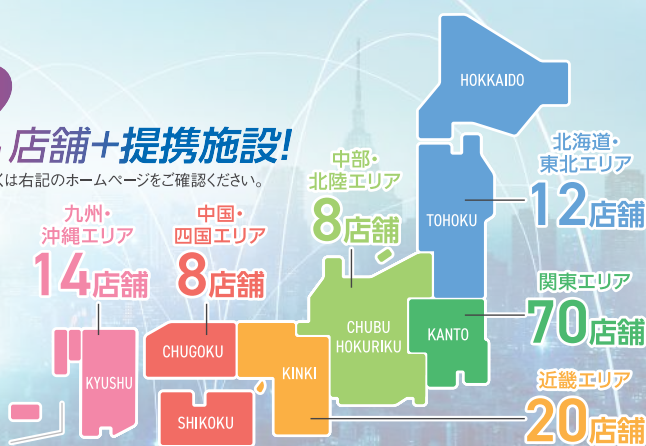 店舗+提携施設!
くは右記のホームページをご確認ください。
HOKKAIDO
北海道・
東北エリア
12店舗
TOHOKU
中部・
北陸エリア
8店舗
九州・
沖縄エリア
14店舗
中国・
四国エリア
8店舗
関東エリア
70店舗
CHUBU
HOKURIKU
KANTO
CHUGOKU
KINKI
KYUSHU
SHIKOKU
近畿エリア
20店舗